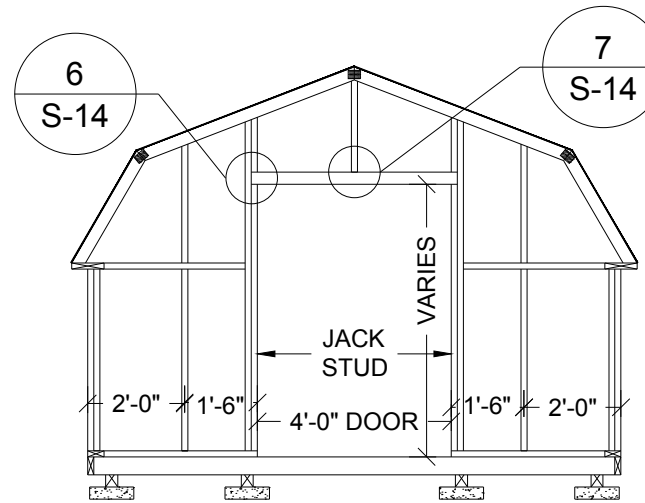 6
S-14
7
S-14
VARIES
JACK
STUD
2'-0"
1'-6"
4'-0" DOOR
1'-6"
2'-0"